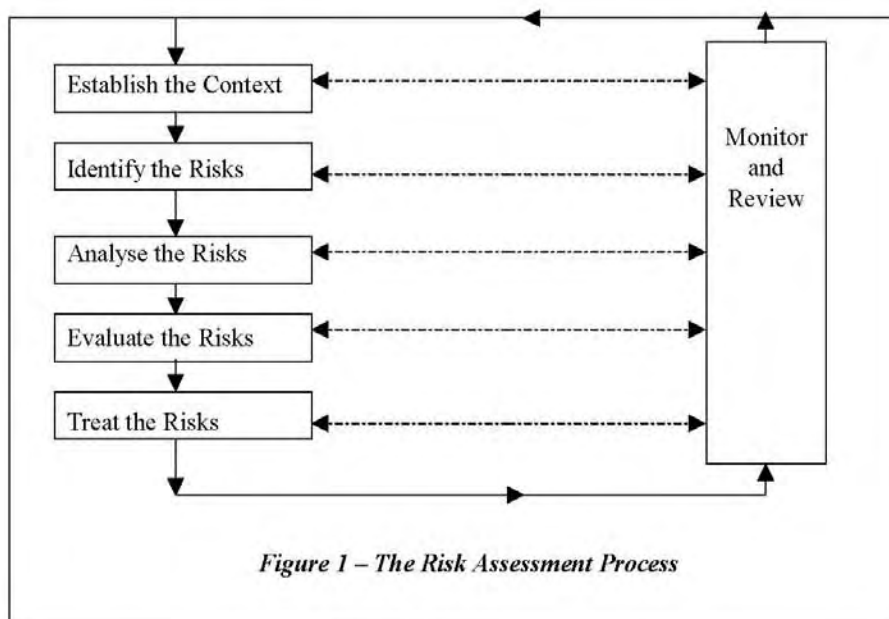 Establish the Context
Identify the Risks
Analyse the Risks
Evaluate the Risks
Treat the Risks
Monitor
and
Review
Figure 1 – The Risk Assessment Process